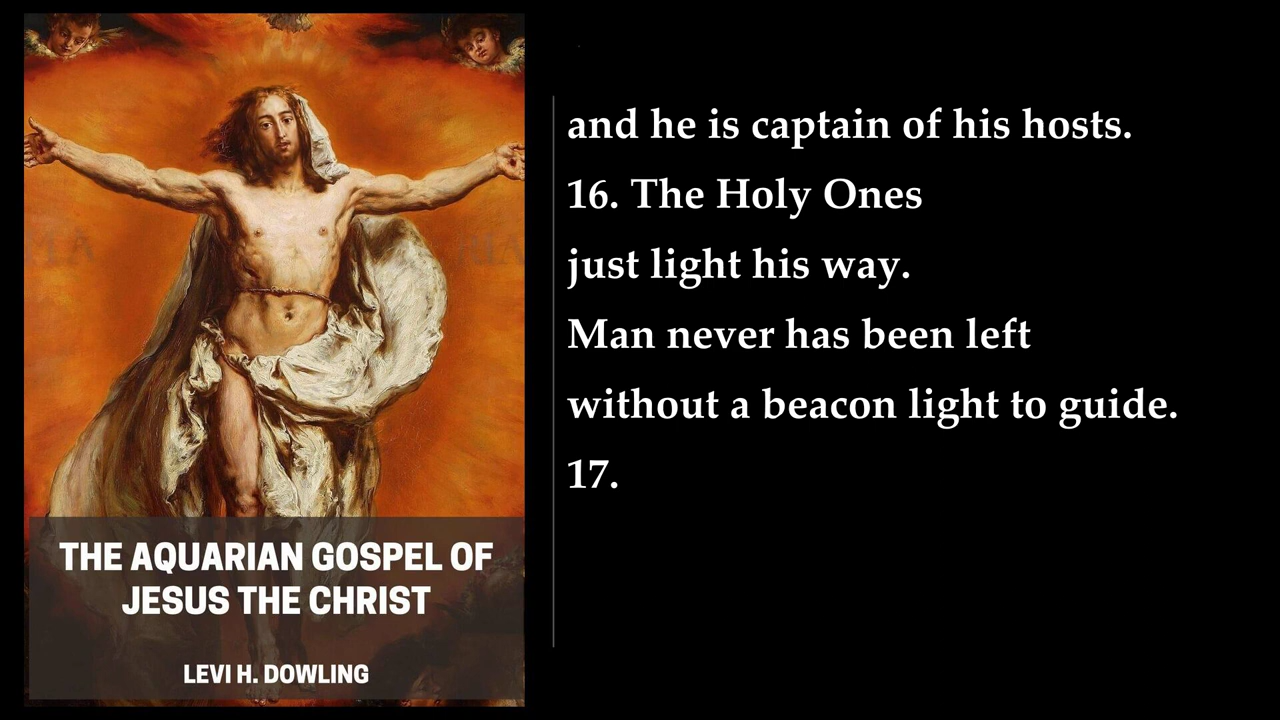 THE AQUARIAN GOSPEL OF
JESUS THE CHRIST
LEVI H. DOWLING
and he is captain of his hosts.
16. The Holy Ones
just light his way.
Man never has been left
without a beacon light to guide.
17.